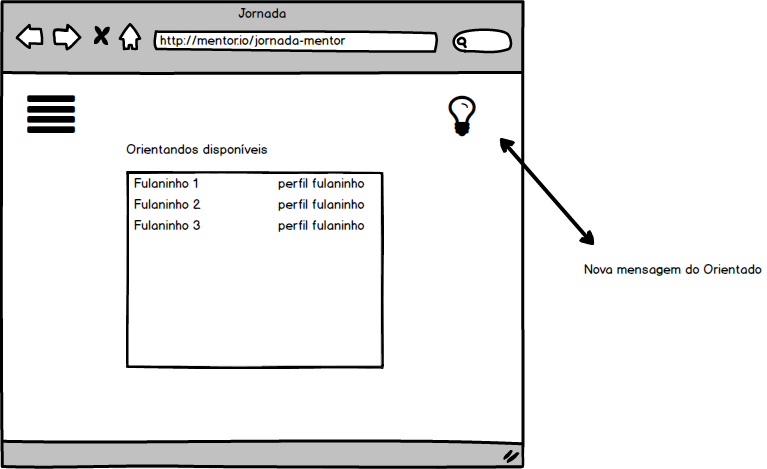 Jornada
http://mentor.io/jornada-mentor
Orientandos disponíveis
Fulaninho 1 perfil fulaninho
Fulaninho 2 perfil fulaninho
Fulaninho 3 perfil fulaninho
Nova mensagem do Orientado